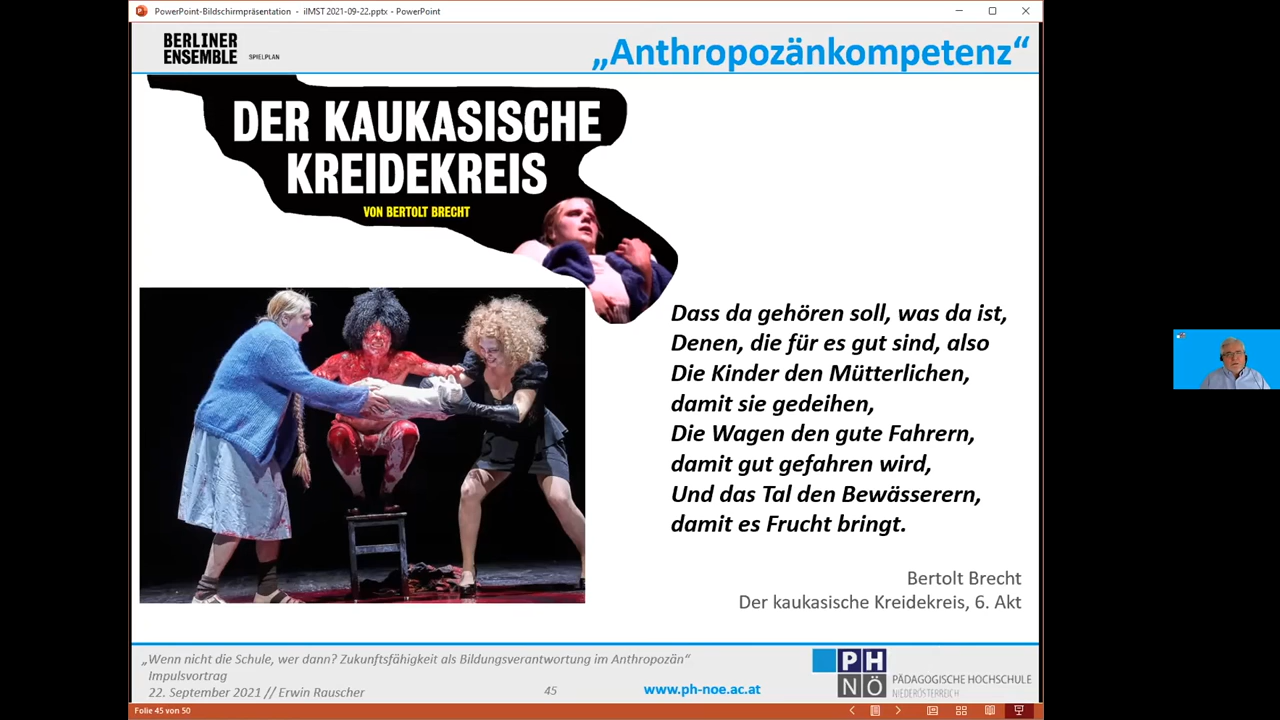 PowerPoint-Bildschirmpräsentation - iIMST 2021-09-22.pptx - PowerPoint
BERLINER
ENSEMBLE
SPIELPLAN
„Anthropozänkompetenz“
DER KAUKASISCHE
KREIDEKREIS
VON BERTOLT BRECHT
Dass da gehören soll, was da ist,
Denen, die für es gut sind, also
Die Kinder den Mütterlichen,
damit sie gedeihen,
Die Wagen den gute Fahrern,
damit gut gefahren wird,
Und das Tal den Bewässerern,
damit es Frucht bringt.
Bertolt Brecht
Der kaukasische Kreidekreis, 6. Akt
„Wenn nicht die Schule, wer dann? Zukunftsfähigkeit als Bildungsverantwortung im Anthropozän“
Impulsvortrag
22. September 2021 // Erwin Rauscher
45
www.ph-noe.ac.at
PH
NÖ
PÄDAGOGISCHE HOCHSCHULE
NIEDERÖSTERREICH
Folie 45 von 50